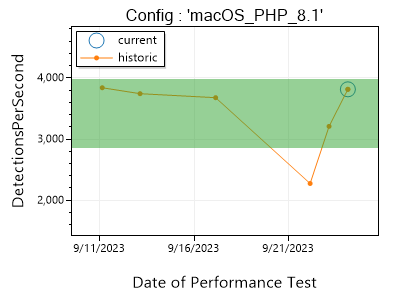 Config : 'macOS_PHP_8.1'
current
historic
DetectionsPerSecond
4,000
3,000
2,000
9/11/2023
9/16/2023
9/21/2023
Date of Performance Test